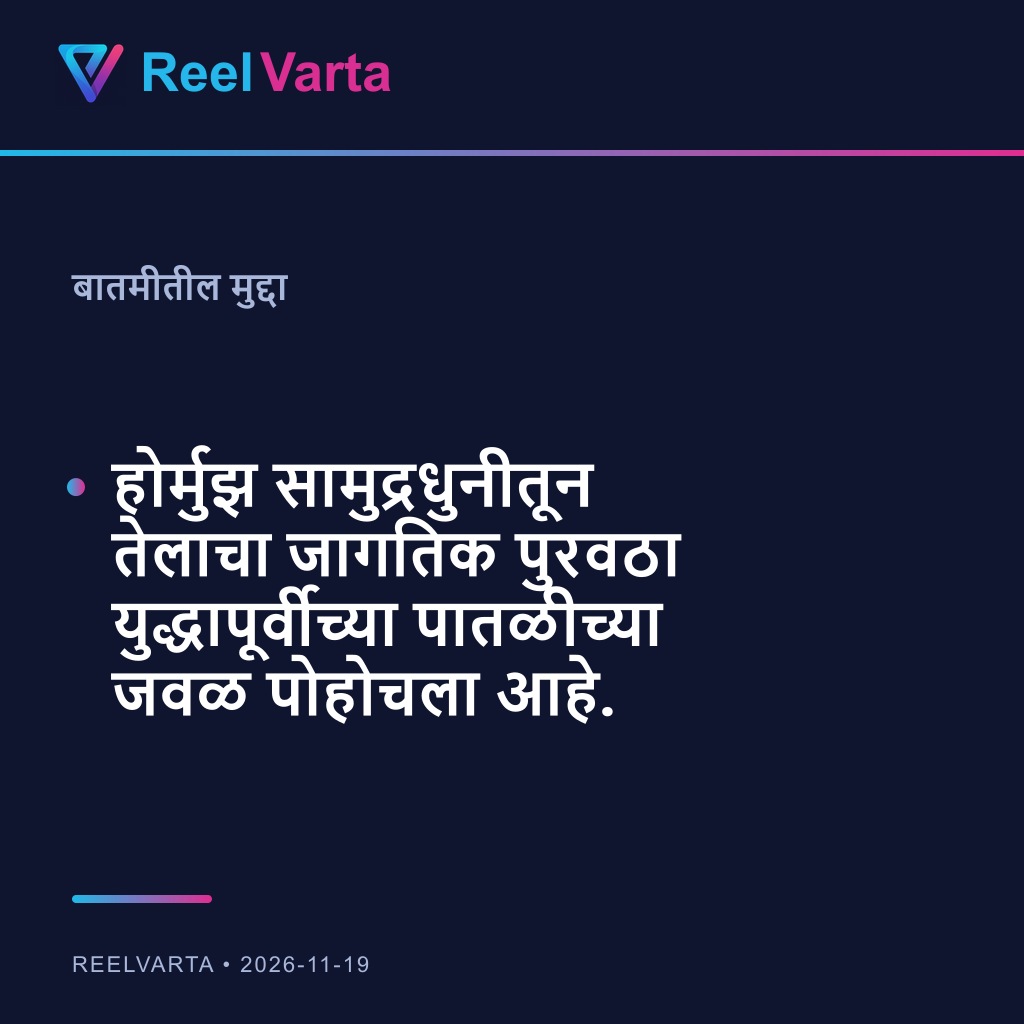 Reel Varta
बातमीतील मुद्दा
होर्मुझ सामुद्रधुनीतून
तेलाचा जागतिक पुरवठा
युद्धापूर्वीच्या पातळीच्या
जवळ पोहोचला आहे.
REELVARTA • 2026-11-19